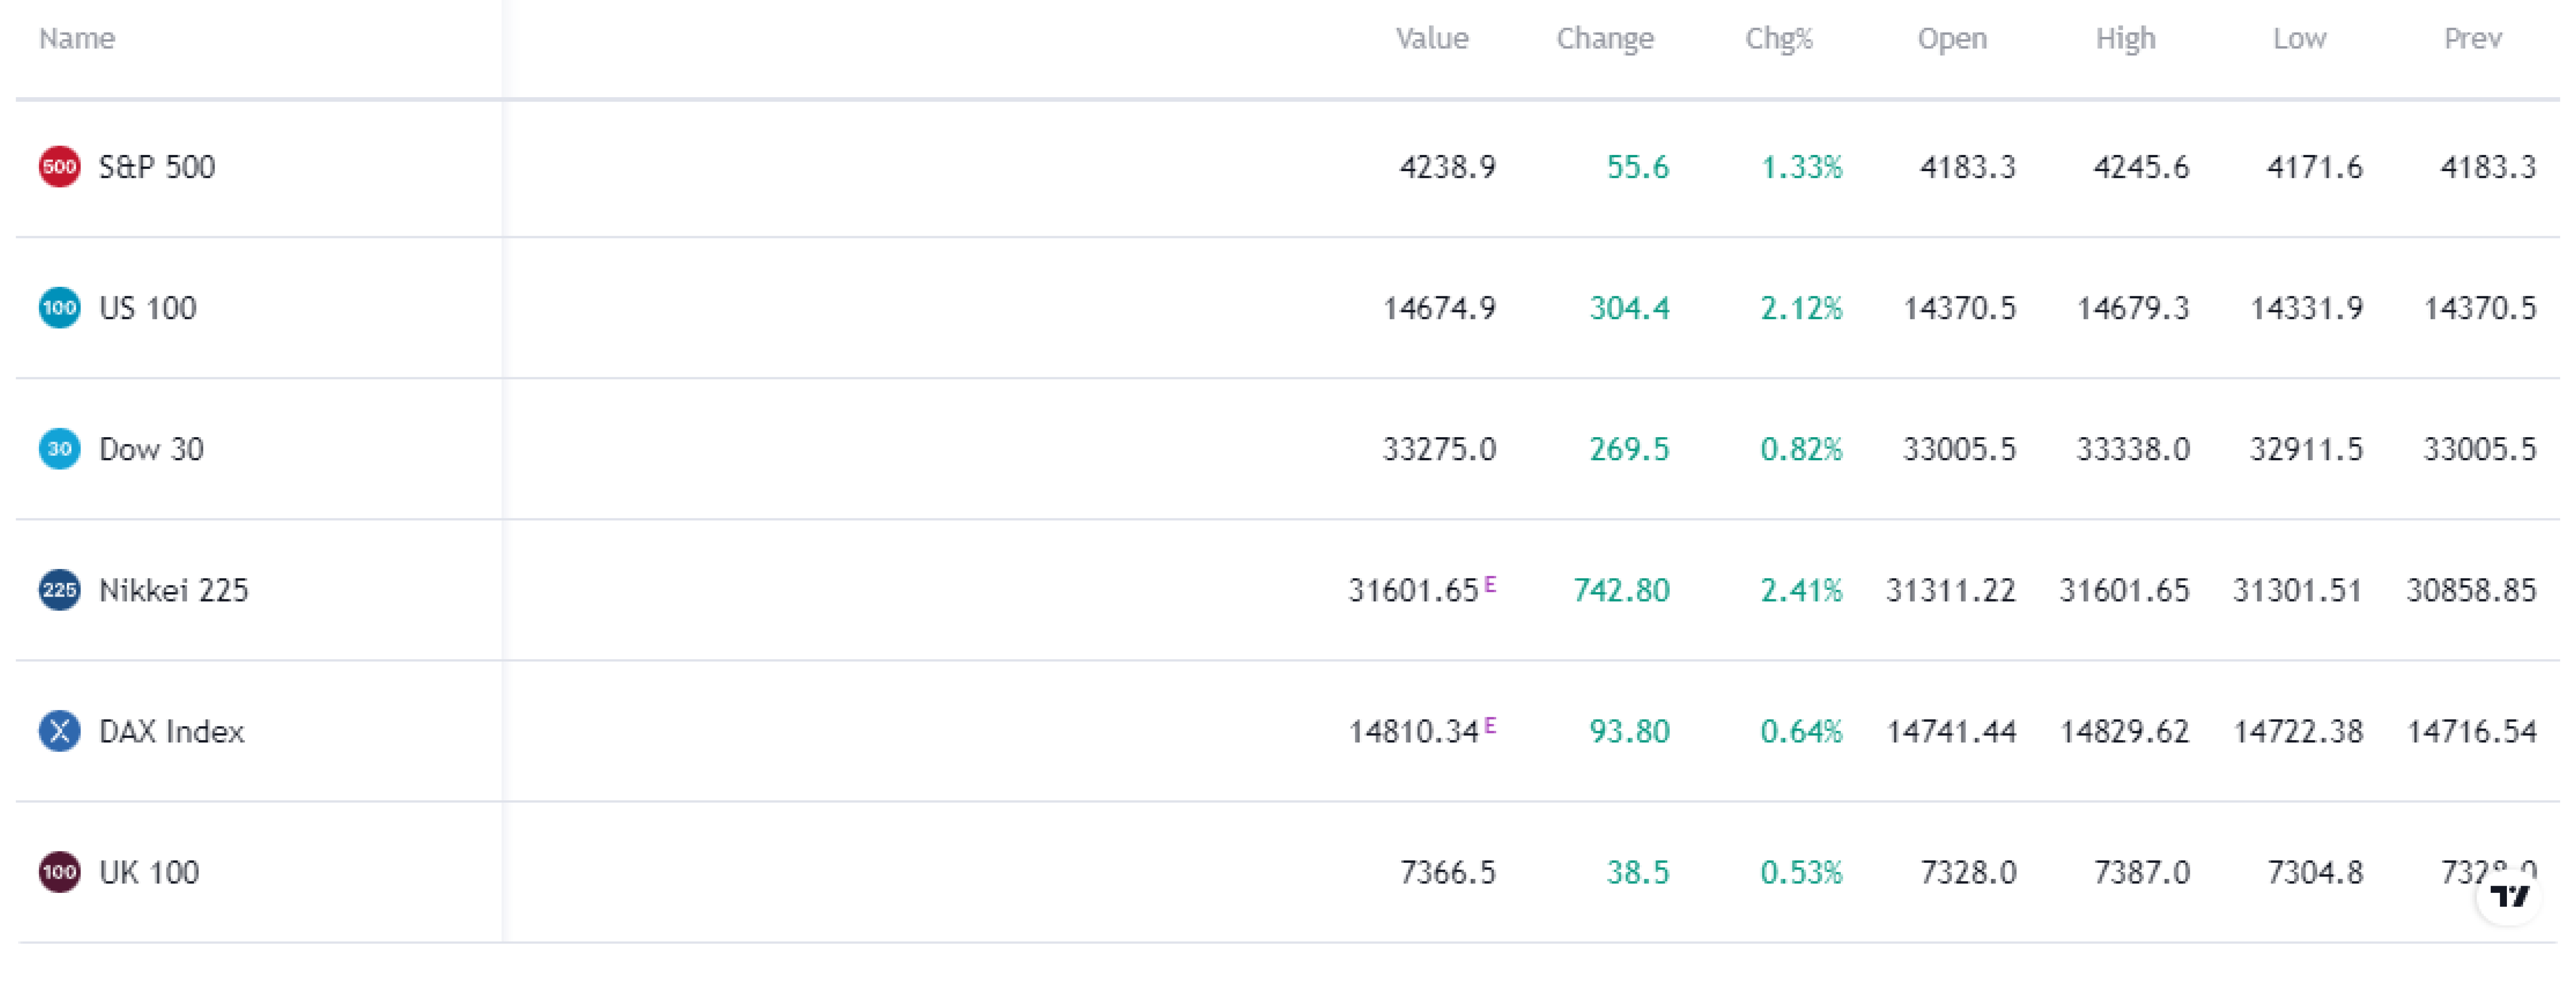 Name Value Change Chg% Open High Low Prev
500 S&P 500 4238.9 55.6 1.33% 4183.3 4245.6 4171.6 4183.3
100 US 100 14674.9 304.4 2.12% 14370.5 14679.3 14331.9 14370.5
30 Dow 30 33275.0 269.5 0.82% 33005.5 33338.0 32911.5 33005.5
225 Nikkei 225 31601.65 E 742.80 2.41% 31311.22 31601.65 31301.51 30858.85
X DAX Index 14810.34 E 93.80 0.64% 14741.44 14829.62 14722.38 14716.54
100 UK 100 7366.5 38.5 0.53% 7328.0 7387.0 7304.8